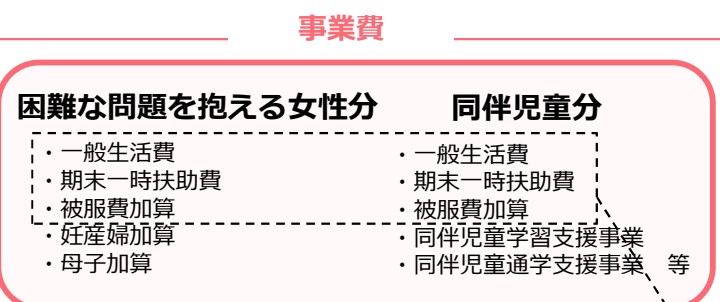 事業費
困難な問題を抱える女性分
・一般生活費
・期末一時扶助費
・被服費加算
・妊産婦加算
・母子加算
同伴児童分
・一般生活費
・期末一時扶助費
・被服費加算
・同伴児童学習支援事業
・同伴児童通学支援事業　等